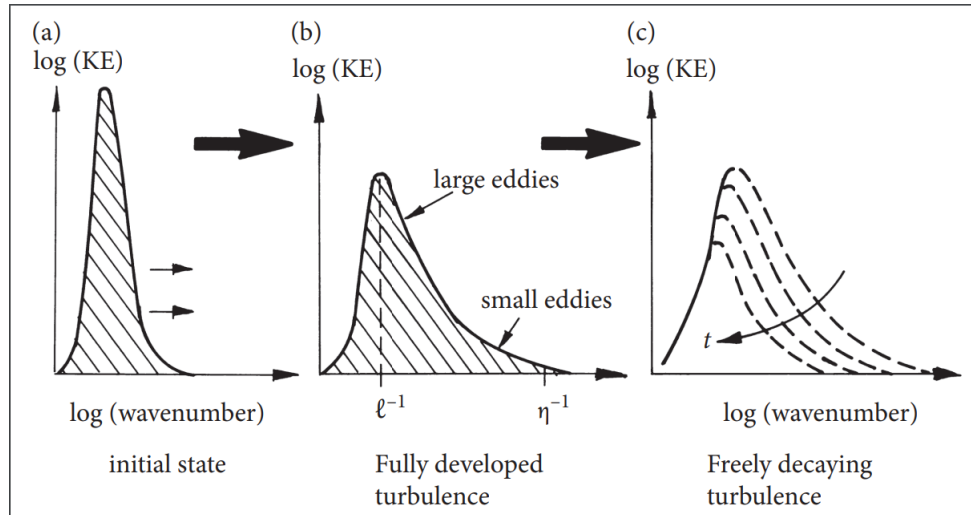 (a)
log (KE)
log (wavenumber)
initial state
(b)
log (KE)
large eddies
small eddies
ℓ⁻¹
η⁻¹
Fully developed
turbulence
(c)
log (KE)
t
log (wavenumber)
Freely decaying
turbulence